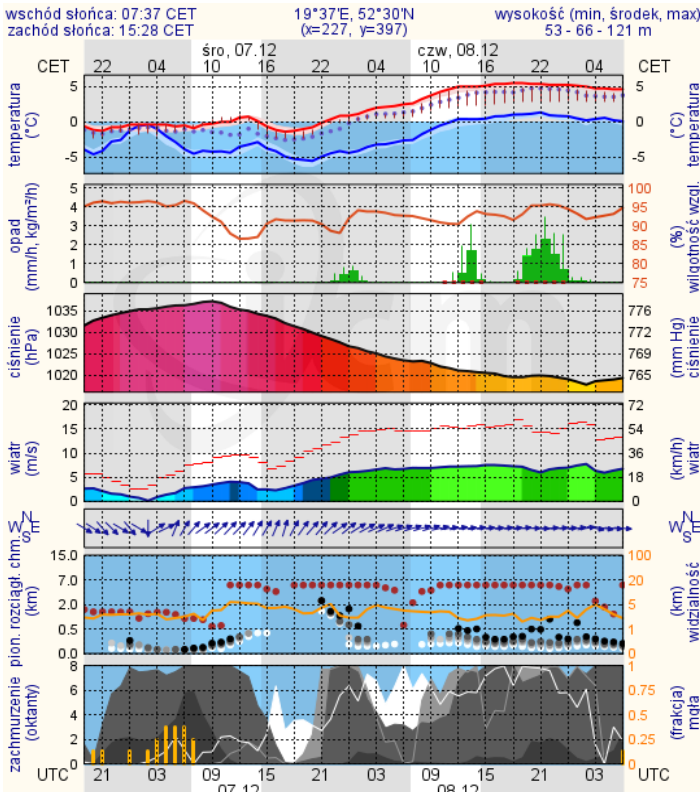 wschód słońca: 07:37 CET
zachód słońca: 15:28 CET
19°37'E, 52°30'N
(x=227, y=397)
wysokość (min, środek, max)
53 - 66 - 121 m
śro, 07.12
czw, 08.12
CET 22 04 10 16 22 04 10 16 22 04 CET
temperatura
(°C)
5
0
-5
5
0
-5
(°C)
temperatura
opad
(mm/h, kg/m²/h)
5
4
3
2
1
0
100
95
90
85
80
75
(%)
wilgotność wzgl.
ciśnienie
(hPa)
1035
1030
1025
1020
776
772
769
765
(mm Hg)
ciśnienie
wiatr
(m/s)
20
15
10
5
0
72
54
36
18
0
(km/h)
wiatr
N
W E
S
N
W E
S
pion. rozciągł. chm.
(km)
15.0
7.0
2.0
0.5
0.0
100
20
5
1
0
(km)
widzialność
zachmurzenie
(oktanty)
8
6
4
2
0
1
0.75
0.5
0.25
0
(frakcja)
mgła
UTC 21 03 09 15 21 03 09 15 21 03 UTC
07.12
08.12